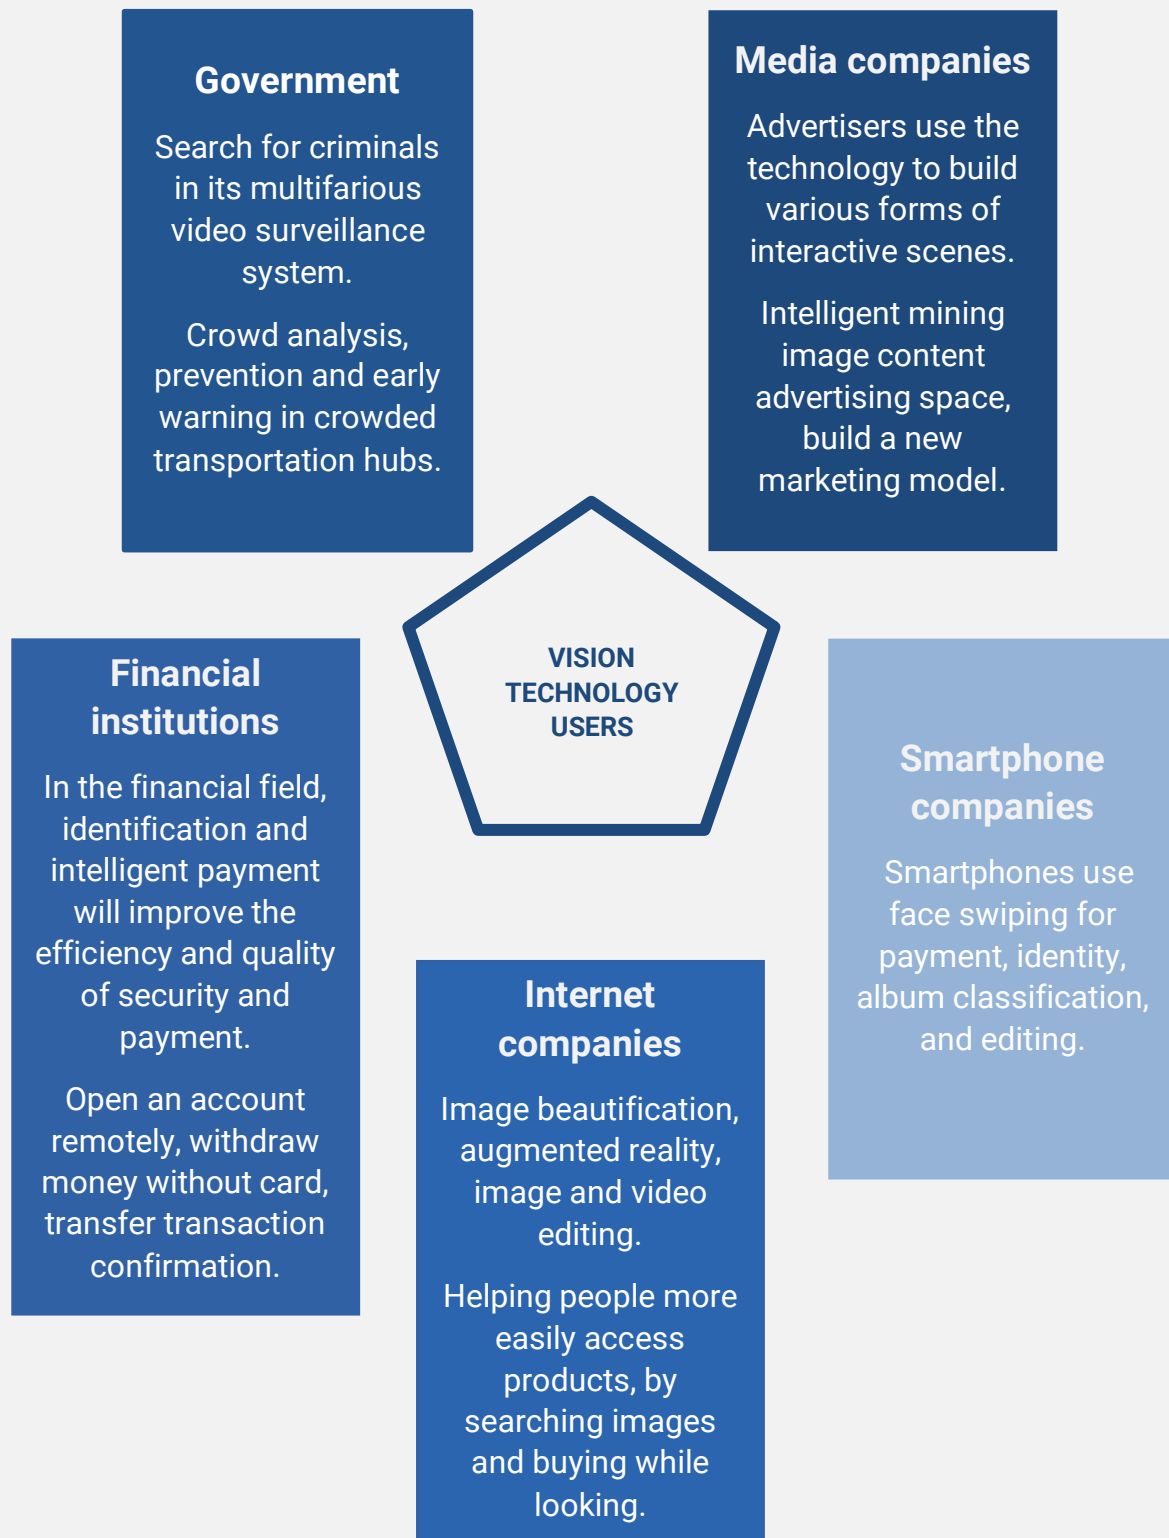 Government
Search for criminals
in its multifarious
video surveillance
system.
Crowd analysis,
prevention and early
warning in crowded
transportation hubs.
Media companies
Advertisers use the
technology to build
various forms of
interactive scenes.
Intelligent mining
image content
advertising space,
build a new
marketing model.
VISION
TECHNOLOGY
USERS
Financial
institutions
In the financial field,
identification and
intelligent payment
will improve the
efficiency and quality
of security and
payment.
Open an account
remotely, withdraw
money without card,
transfer transaction
confirmation.
Internet
companies
Image beautification,
augmented reality,
image and video
editing.
Helping people more
easily access
products, by
searching images
and buying while
looking.
Smartphone
companies
Smartphones use
face swiping for
payment, identity,
album classification,
and editing.